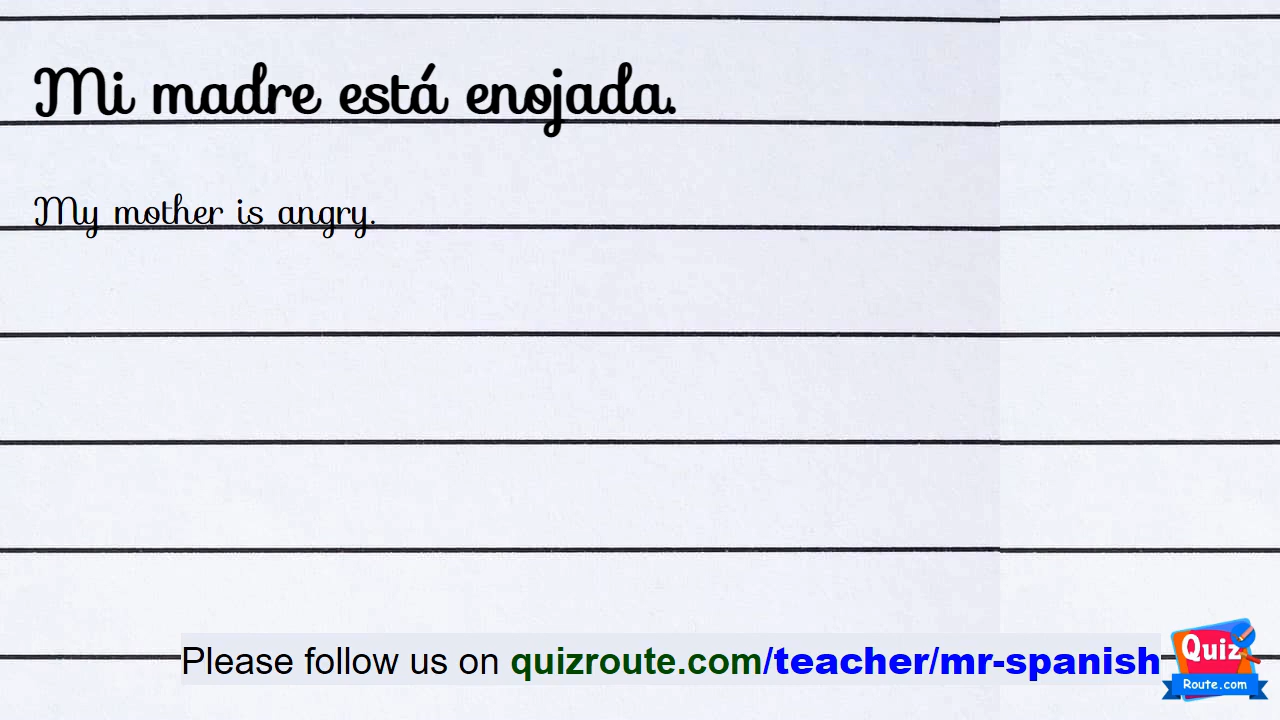 Mi madre está enojada.
My mother is angry.
Please follow us on quizroute.com/teacher/mr-spanish
Quiz
Route.com